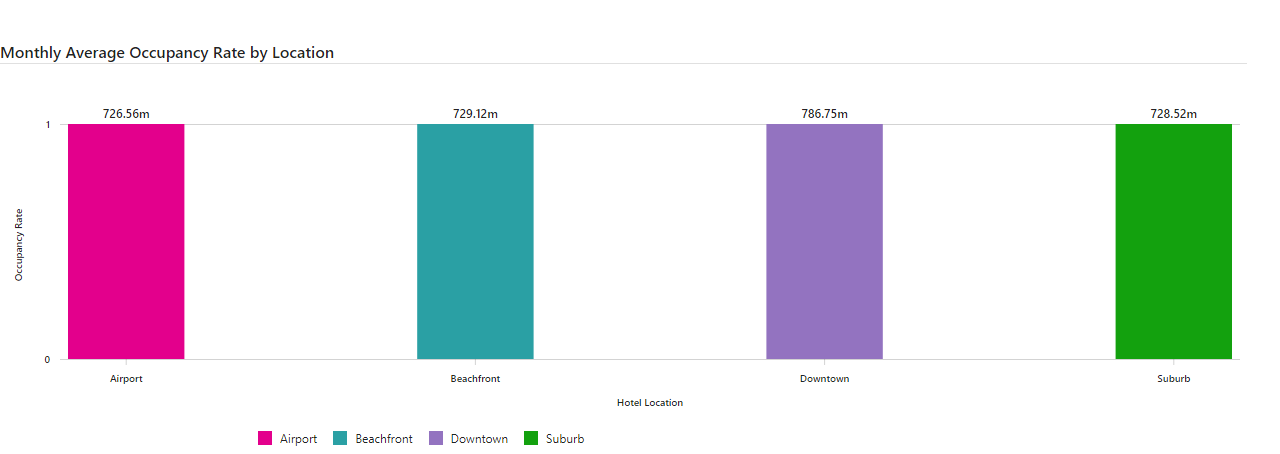 Monthly Average Occupancy Rate by Location
726.56m
729.12m
786.75m
728.52m
1
Occupancy Rate
0
Airport
Beachfront
Downtown
Suburb
Hotel Location
Airport
Beachfront
Downtown
Suburb